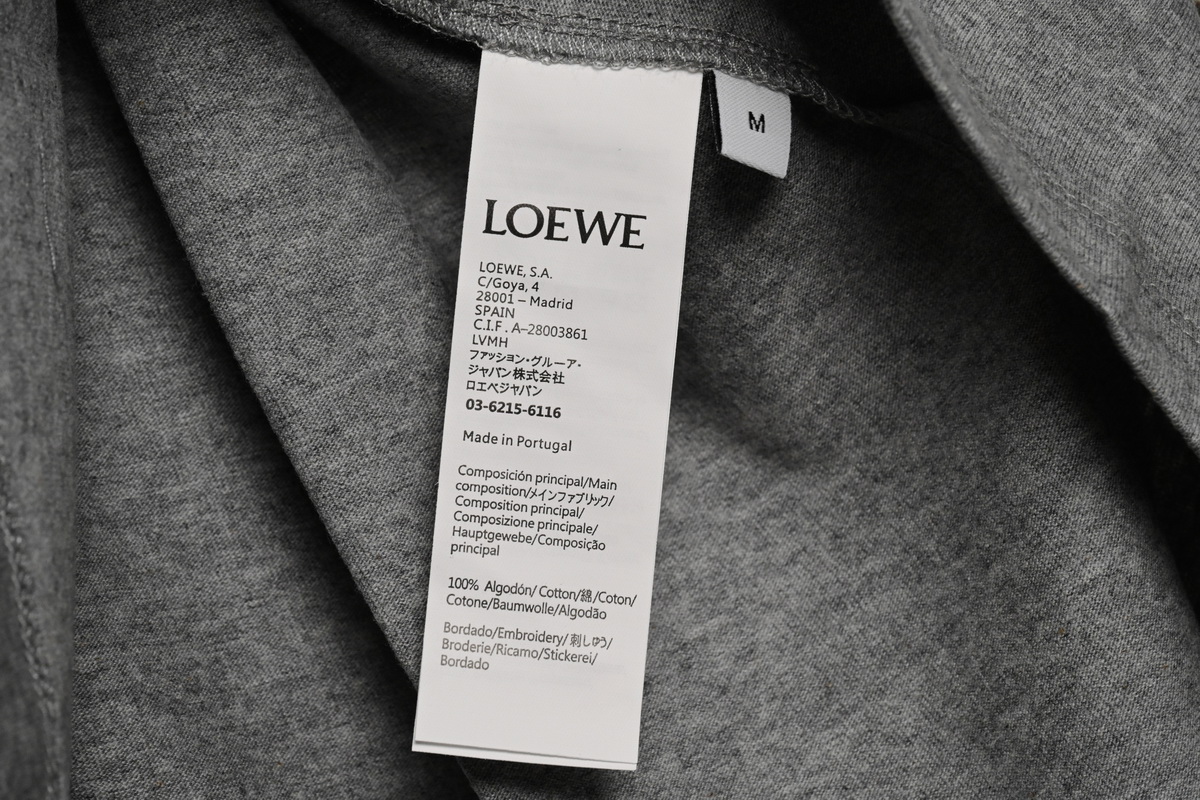 LOEWE
LOEWE, S.A.
C/Goya, 4
28001 – Madrid
SPAIN
C.I.F. A–28003861
LVMH
ファッション・グループ・
ジャパン株式会社
ロエベジャパン
03-6215-6116
Made in Portugal
Composición principal/Main
composition/メインファブリック/
Composition principal/
Composizione principale/
Hauptgewebe/Composição
principal
100% Algodón/ Cotton/綿/Coton/
Cotone/Baumwolle/Algodão
Bordado/Embroidery/ 刺しゅう/
Broderie/Ricamo/Stickerei/
Bordado
M